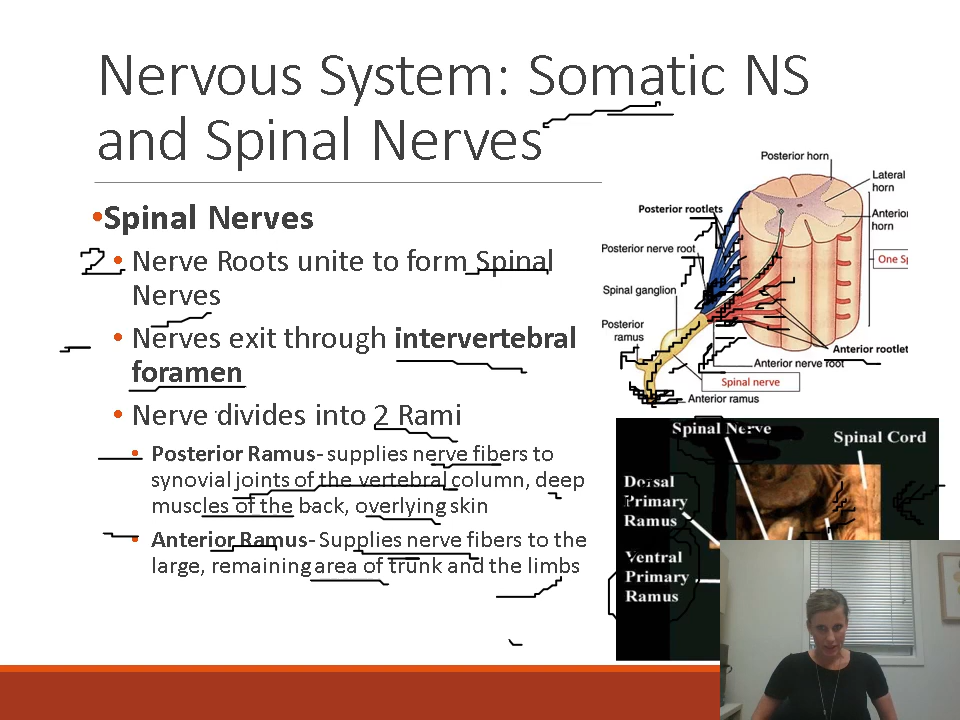 Nervous System: Somatic NS
and Spinal Nerves
•Spinal Nerves
• Nerve Roots unite to form Spinal
Nerves
• Nerves exit through intervertebral
foramen
• Nerve divides into 2 Rami
• Posterior Ramus- supplies nerve fibers to
synovial joints of the vertebral column, deep
muscles of the back, overlying skin
• Anterior Ramus- Supplies nerve fibers to the
large, remaining area of trunk and the limbs
Posterior horn
Lateral
horn
Posterior rootlets
Anterior
horn
Posterior nerve root
One Sp
Spinal ganglion
Posterior
ramus
Anterior rootlet
Anterior nerve root
Spinal nerve
Anterior ramus
Spinal Nerve
Spinal Cord
Dorsal
Primary
Ramus
Ventral
Primary
Ramus